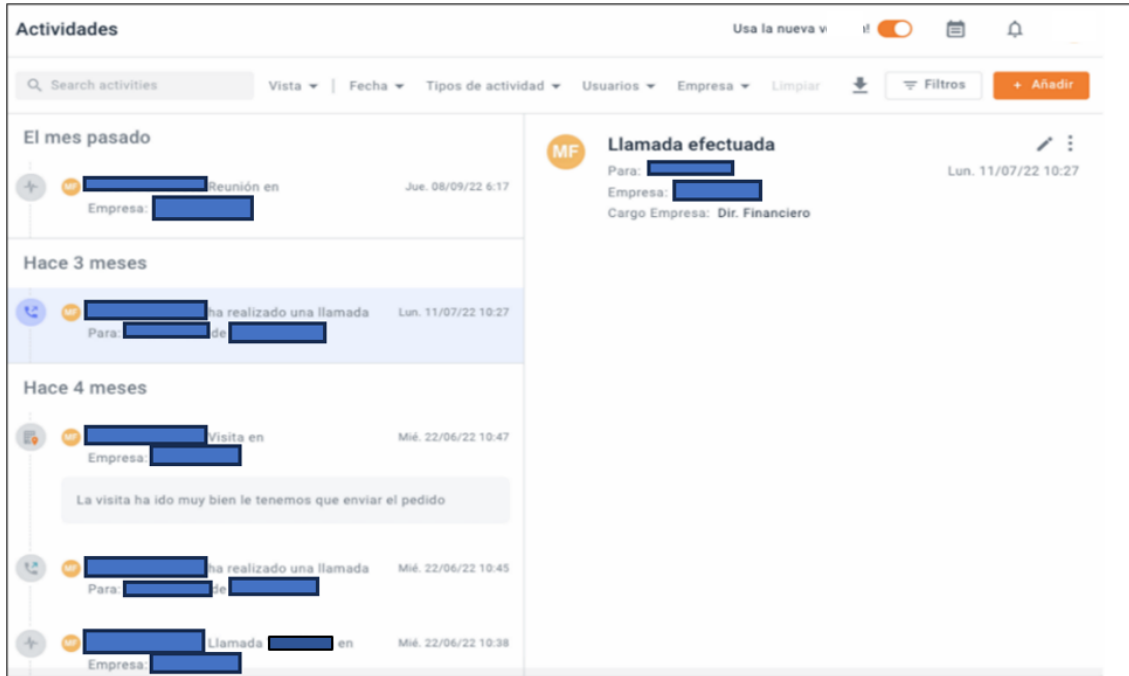 Actividades
Usa la nueva v !
Search activities
Vista
Fecha
Tipos de actividad
Usuarios
Empresa
Limpiar
Filtros
+ Añadir
El mes pasado
MF Reunión en Jue. 08/09/22 6:17
Empresa:
Hace 3 meses
MF ha realizado una llamada Lun. 11/07/22 10:27
Para: de
Hace 4 meses
MF Visita en Mié. 22/06/22 10:47
Empresa:
La visita ha ido muy bien le tenemos que enviar el pedido
MF ha realizado una llamada Mié. 22/06/22 10:45
Para: de
MF Llamada en Mié. 22/06/22 10:38
Empresa:
MF
Llamada efectuada
Para:
Lun. 11/07/22 10:27
Empresa:
Cargo Empresa: Dir. Financiero